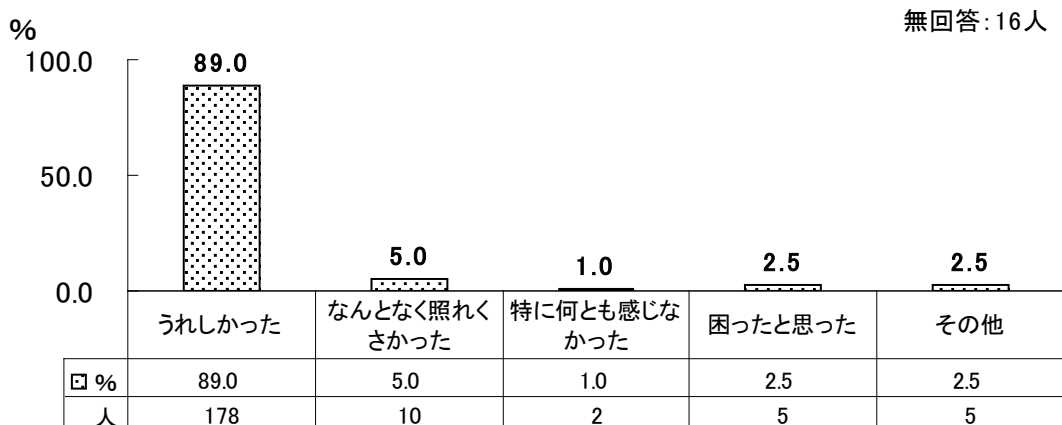 無回答：16人
%
100.0
50.0
0.0
89.0
5.0
1.0
2.5
2.5
うれしかった
なんとなく照れく
さかった
特に何とも感じな
かった
困ったと思った
その他
% 89.0 5.0 1.0 2.5 2.5
人 178 10 2 5 5